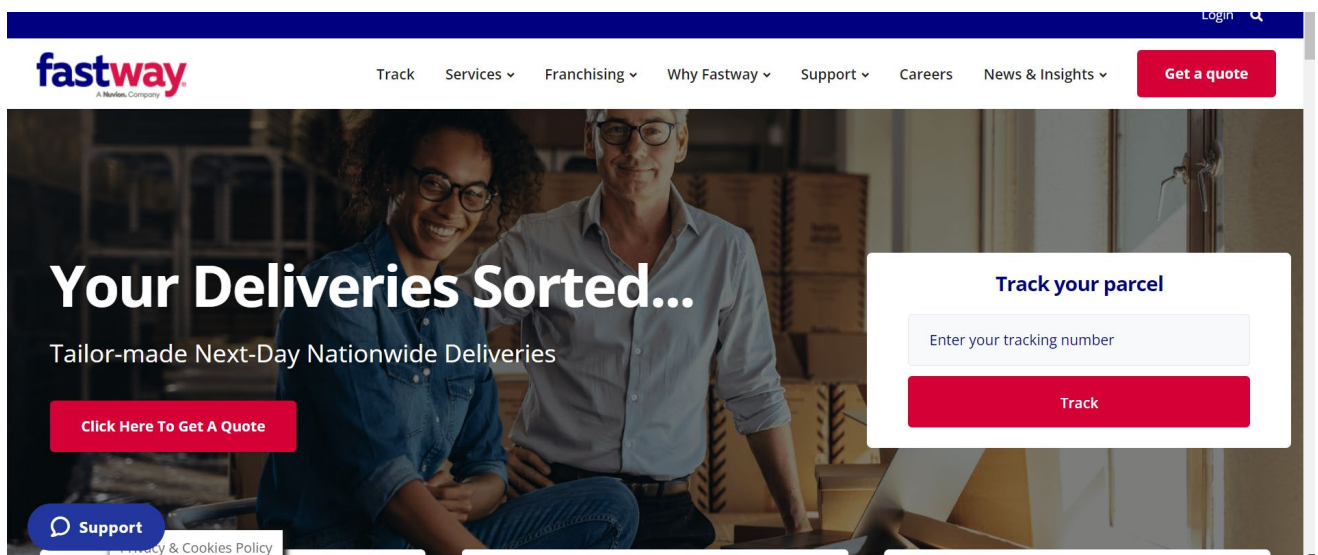 Login
fastway
A Nuvion. Company
Track
Services
Franchising
Why Fastway
Support
Careers
News & Insights
Get a quote
Your Deliveries Sorted...
Tailor-made Next-Day Nationwide Deliveries
Click Here To Get A Quote
Track your parcel
Enter your tracking number
Track
Support
Privacy & Cookies Policy